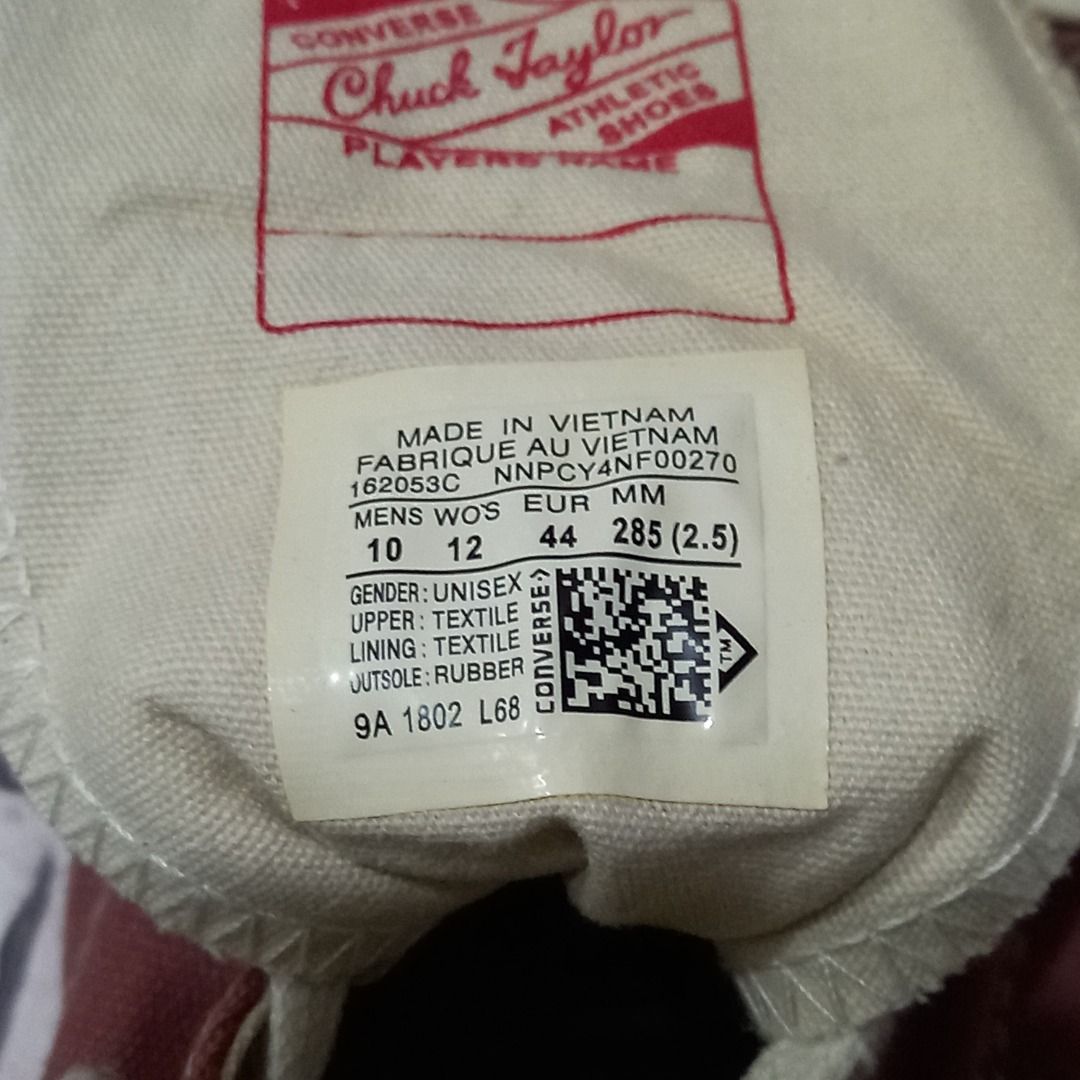 CONVERSE
Chuck Taylor
ATHLETIC
SHOES
PLAYERS NAME
MADE IN VIETNAM
FABRIQUE AU VIETNAM
162053C NNPCY4NF00270
MENS WO'S EUR MM
10 12 44 285 (2.5)
GENDER: UNISEX
UPPER: TEXTILE
LINING: TEXTILE
OUTSOLE: RUBBER
9A 1802 L68
CONVERSE
TM